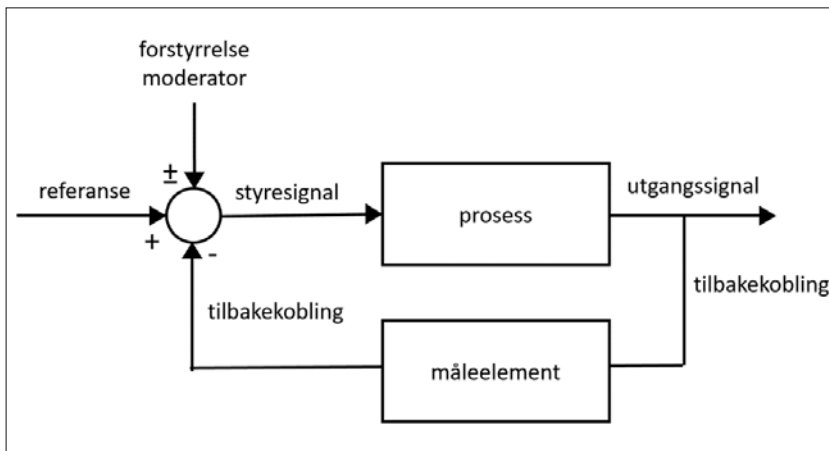 forstyrrelse
moderator
±
referanse
styresignal
utgangssignal
prosess
+
-
tilbakekobling
tilbakekobling
måleelement